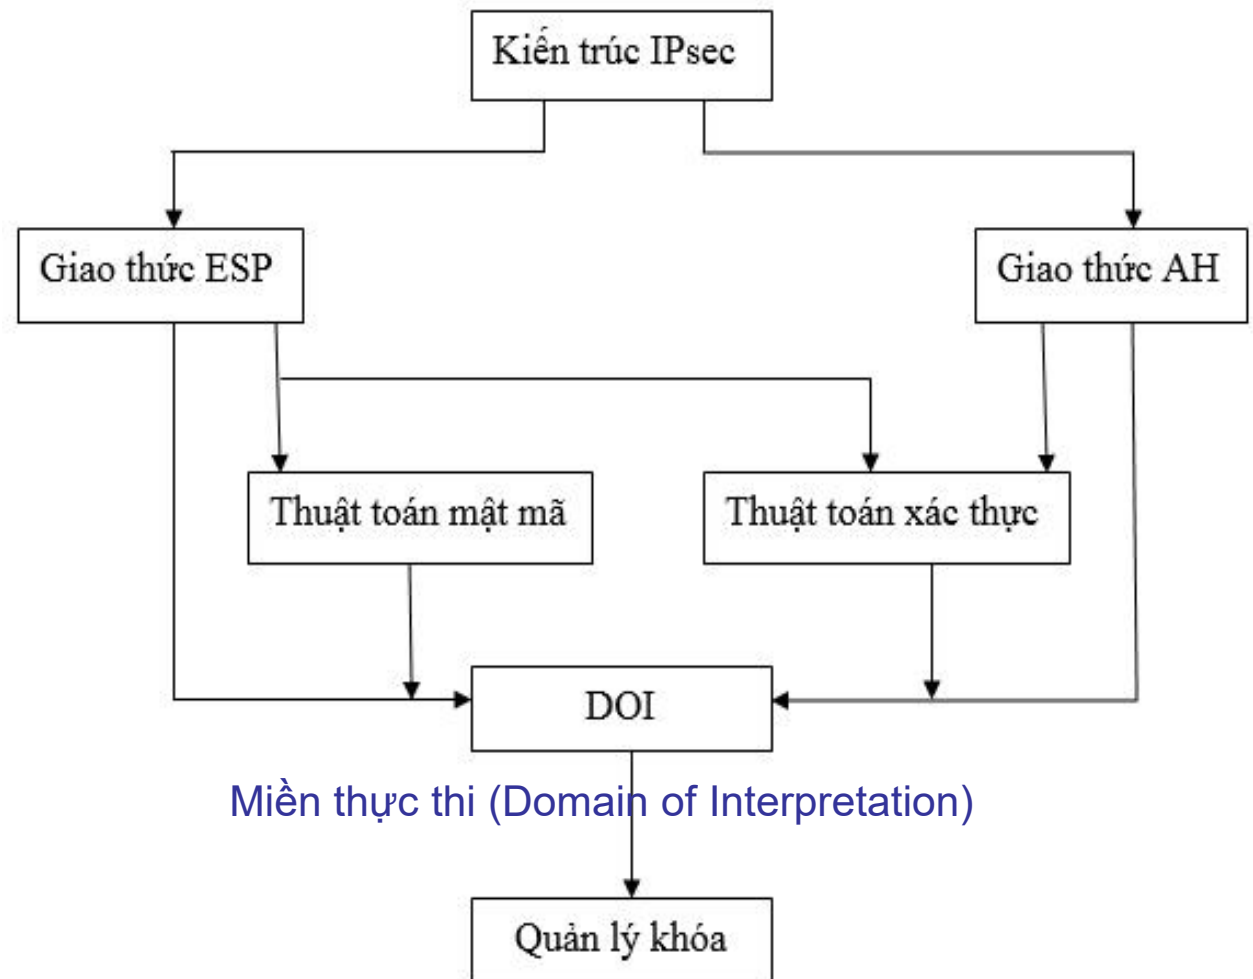 Kiến trúc IPsec
Giao thức ESP
Giao thức AH
Thuật toán mật mã
Thuật toán xác thực
DOI
Miền thực thi (Domain of Interpretation)
Quản lý khóa